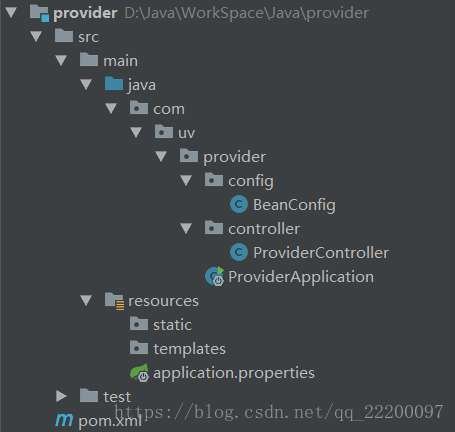 provider D:\Java\WorkSpace\Java\provider
src
main
java
com
uv
provider
config
BeanConfig
controller
ProviderController
ProviderApplication
resources
static
templates
application.properties
test
pom.xml
https://blog.csdn.net/qq_22200097